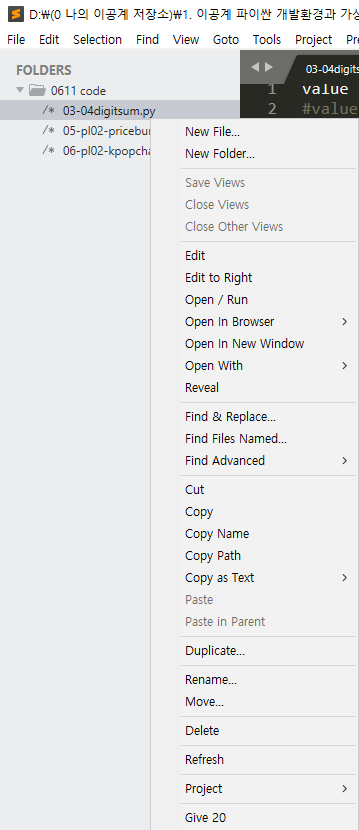 D:₩(0 나의 이공계 저장소)₩1. 이공계 파이싼 개발환경과 가상
File Edit Selection Find View Goto Tools Project Pre
FOLDERS
0611 code
/* 03-04digitsum.py
/* 05-pl02-pricebur
/* 06-pl02-kpopcha
03-04digits
1 value
2 #value
New File...
New Folder...
Save Views
Close Views
Close Other Views
Edit
Edit to Right
Open / Run
Open In Browser
Open In New Window
Open With
Reveal
Find & Replace...
Find Files Named...
Find Advanced
Cut
Copy
Copy Name
Copy Path
Copy as Text
Paste
Paste in Parent
Duplicate...
Rename...
Move...
Delete
Refresh
Project
Give 20